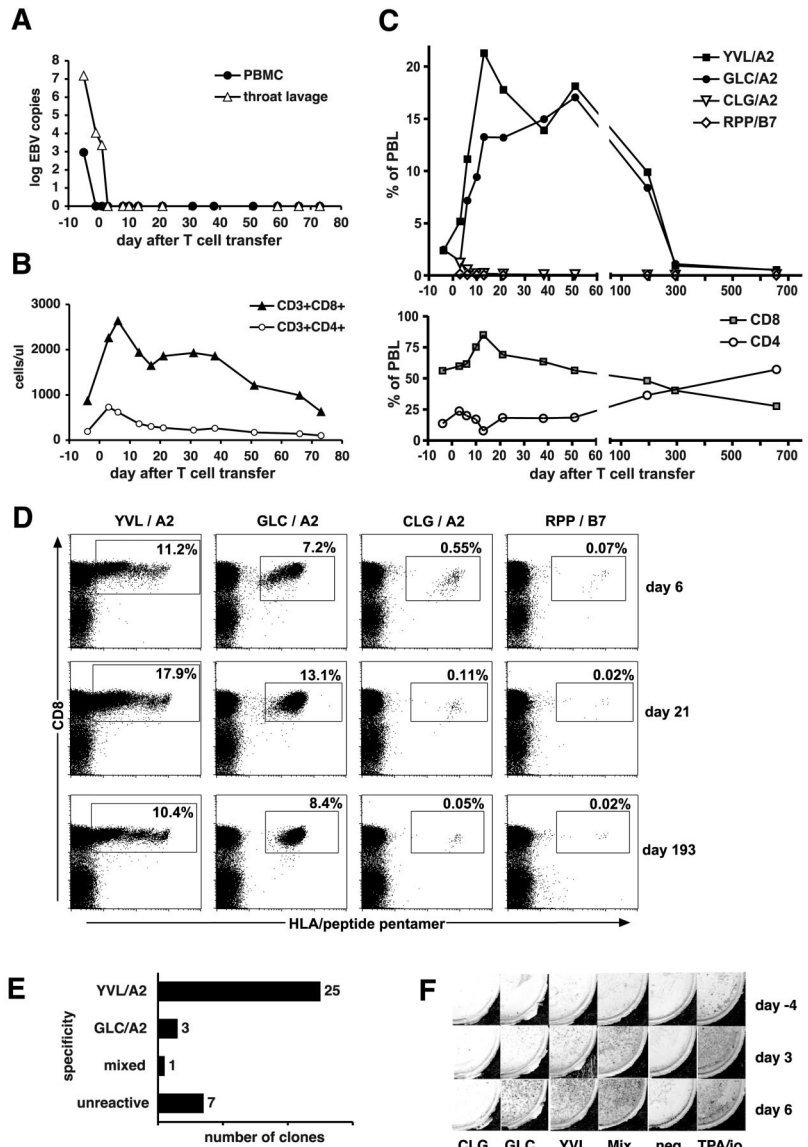 A
8
7
6
5
4
3
2
1
0
log EBV copies
PBMC
throat lavage
-10 0 10 20 30 40 50 60 70 80
day after T cell transfer
B
3000
2000
1000
0
cells/ul
CD3+CD8+
CD3+CD4+
-10 0 10 20 30 40 50 60 70 80
day after T cell transfer
C
20
15
10
5
0
% of PBL
YVL/A2
GLC/A2
CLG/A2
RPP/B7
-10 0 10 20 30 40 50 60 100 300 500 700
100
75
50
25
0
% of PBL
CD8
CD4
-10 0 10 20 30 40 50 60 100 300 500 700
day after T cell transfer
D
YVL / A2 GLC / A2 CLG / A2 RPP / B7
11.2% 7.2% 0.55% 0.07%
day 6
17.9% 13.1% 0.11% 0.02%
day 21
10.4% 8.4% 0.05% 0.02%
day 193
CD8
HLA/peptide pentamer
E
specificity
YVL/A2 25
GLC/A2 3
mixed 1
unreactive 7
number of clones
F
day -4
day 3
day 6
CLG GLC YVL Mix neg TPA/io